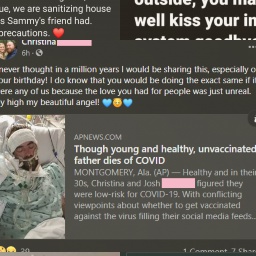 ue, we are sanitizing house
s Sammy's friend had.
precautions. ❤️
outside, you ma
well kiss your in
Christina
6h
never thought in a million years I would be sharing this, especially o
our birthday! I do know that you would be doing the exact same if it
ere any of us because the love you had for people was just unreal.
y high my beautiful angel! 💙😢💙
APNEWS.COM
Though young and healthy, unvaccinated
father dies of COVID
MONTGOMERY, Ala. (AP) — Healthy and in their
30s, Christina and Josh figured they
were low-risk for COVID-19. With conflicting
viewpoints about whether to get vaccinated
against the virus filling their social media feeds...
39
1 Comment